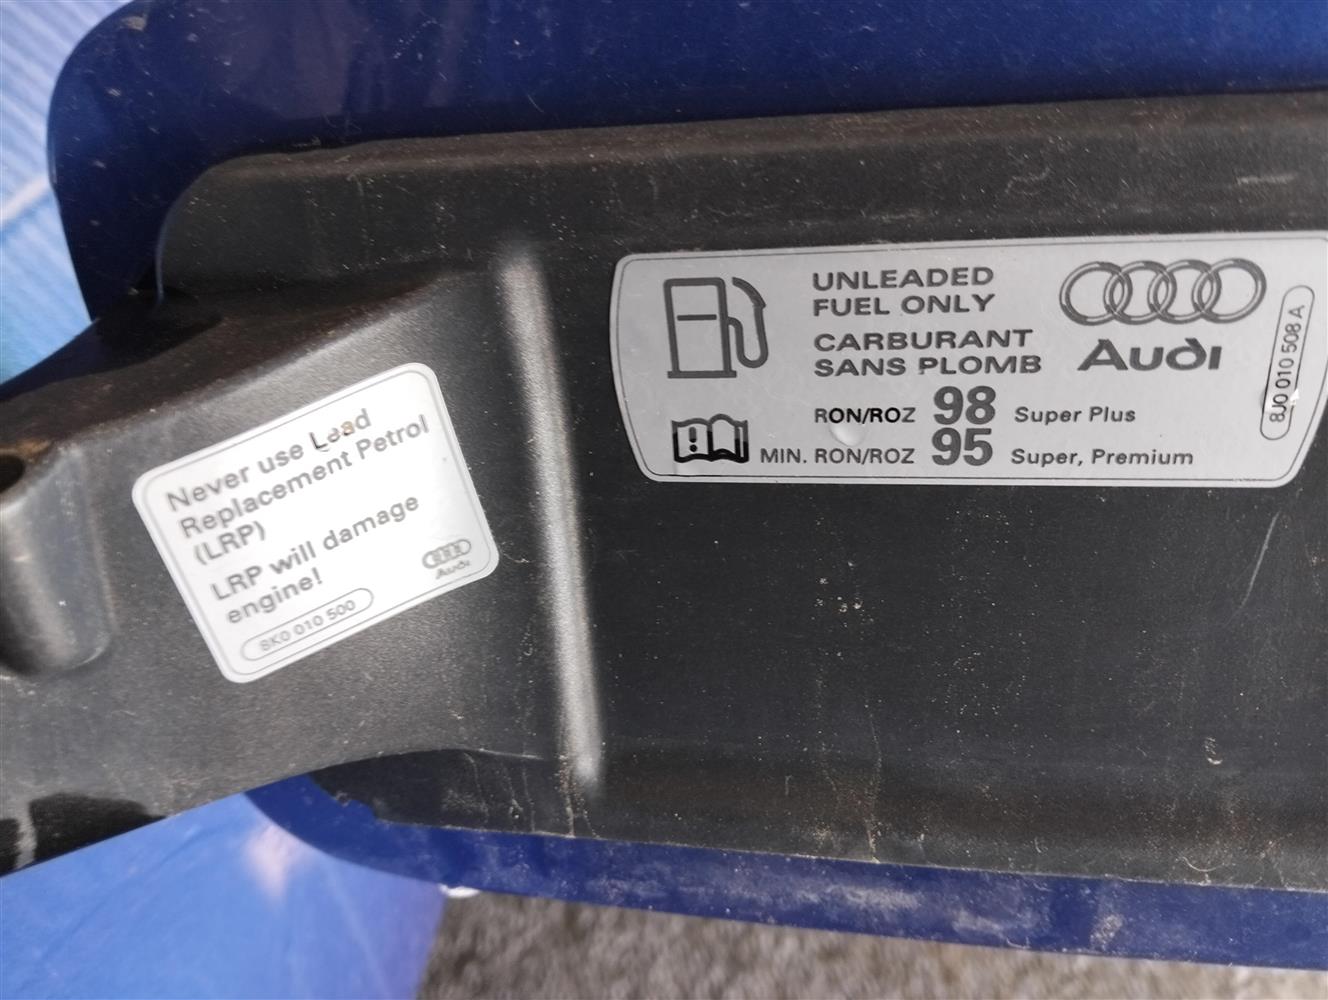 Never use Lead
Replacement Petrol
(LRP)
LRP will damage
engine!
Audi
8K0 010 500
UNLEADED
FUEL ONLY
CARBURANT
SANS PLOMB
Audi
RON/ROZ 98 Super Plus
MIN. RON/ROZ 95 Super, Premium
8J0 010 508 A